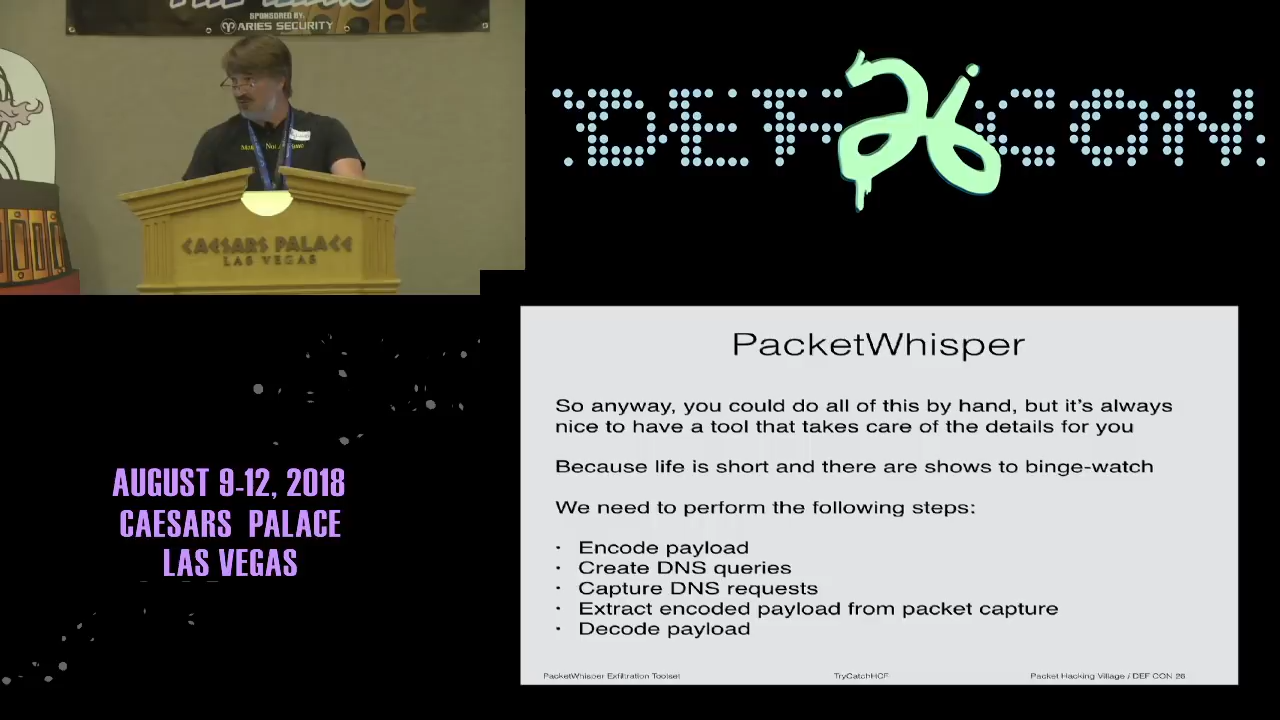 SPONSORED BY:
ARIES SECURITY
CAESARS PALACE
LAS VEGAS
DEF CON 26
AUGUST 9-12, 2018
CAESARS PALACE
LAS VEGAS
PacketWhisper
So anyway, you could do all of this by hand, but it's always
nice to have a tool that takes care of the details for you
Because life is short and there are shows to binge-watch
We need to perform the following steps:
· Encode payload
· Create DNS queries
· Capture DNS requests
· Extract encoded payload from packet capture
· Decode payload
PacketWhisper Exfiltration Toolset
TryCatchHCF
Packet Hacking Village / DEF CON 26